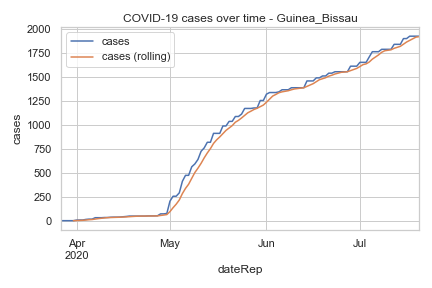 COVID-19 cases over time - Guinea_Bissau
cases
cases (rolling)
2000
1750
1500
1250
1000
750
500
250
0
cases
Apr
2020
May
Jun
Jul
dateRep